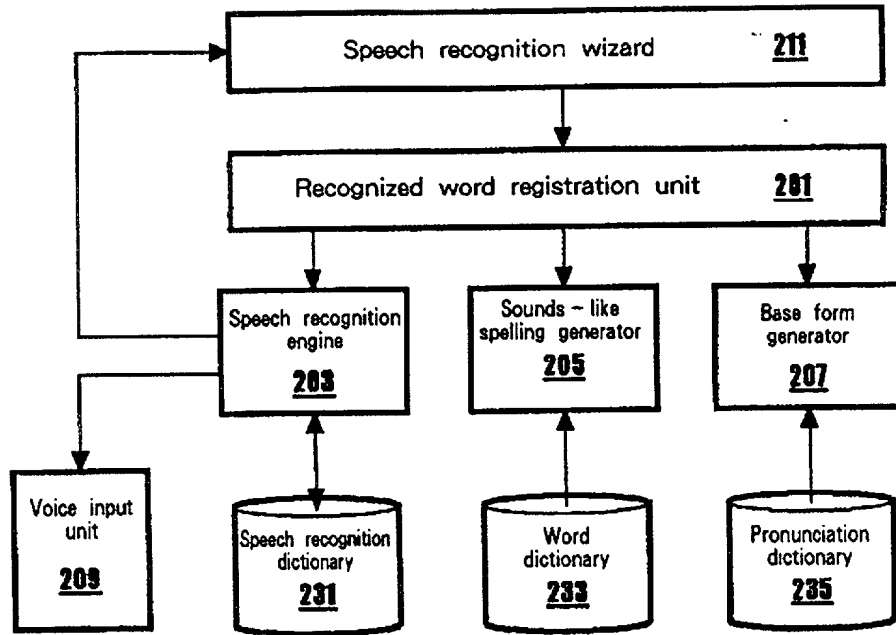 Speech recognition wizard 211
Recognized word registration unit 201
Speech recognition
engine
203
Sounds - like
spelling generator
205
Base form
generator
207
Voice input
unit
209
Speech recognition
dictionary
231
Word
dictionary
233
Pronunciation
dictionary
235